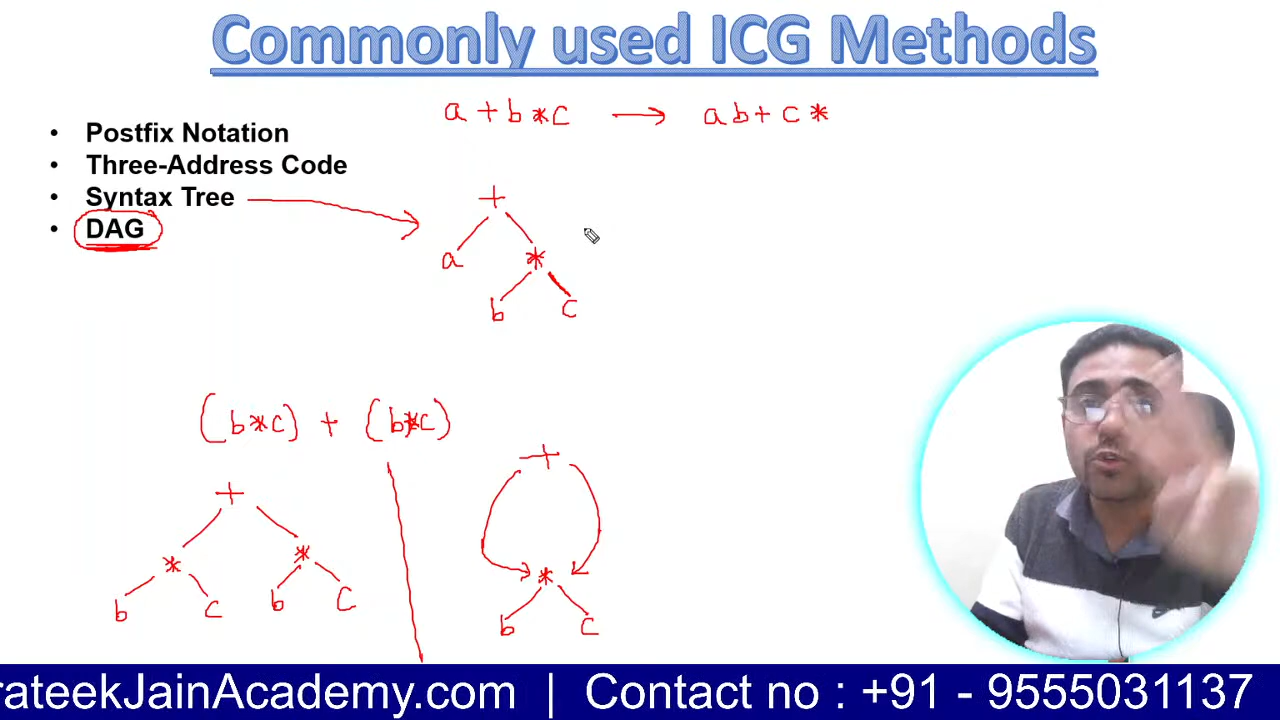 Commonly used ICG Methods
a + b * c → a b + c *
• Postfix Notation
• Three-Address Code
• Syntax Tree
• DAG
+
a *
b c
(b*c) + (b*c)
+
* *
b c b c
+
*
b c
rateekJainAcademy.com | Contact no : +91 - 9555031137